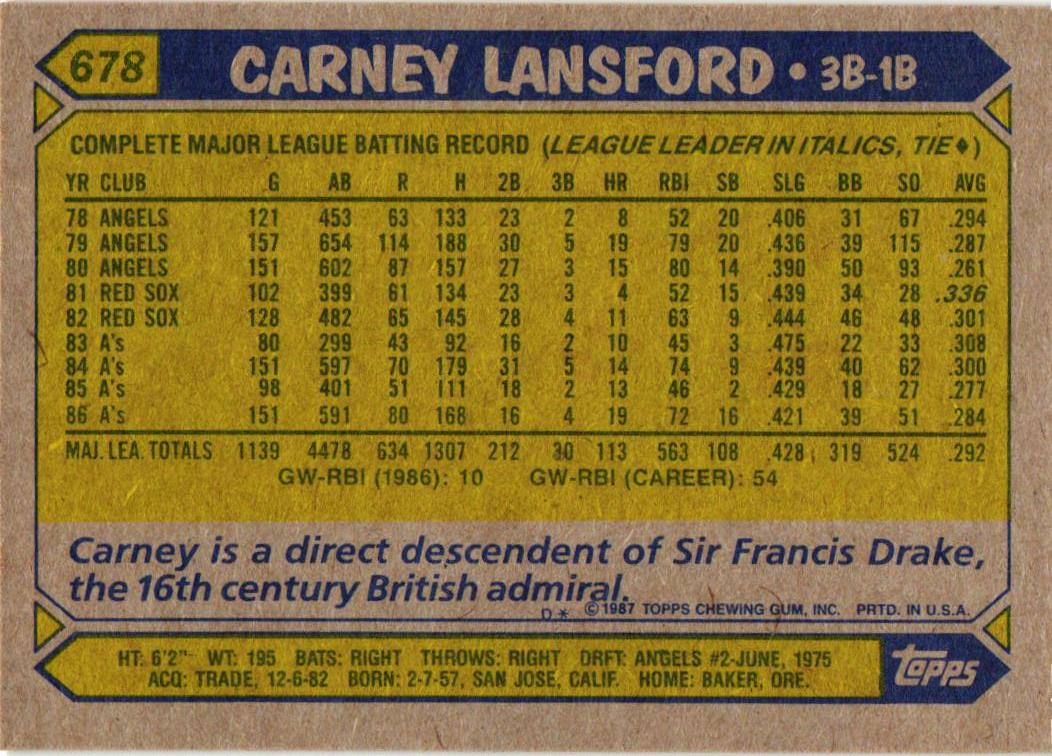 678 CARNEY LANSFORD • 3B-1B
COMPLETE MAJOR LEAGUE BATTING RECORD (LEAGUE LEADER IN ITALICS, TIE♦)
YR CLUB G AB R H 2B 3B HR RBI SB SLG BB SO AVG
78 ANGELS 121 453 63 133 23 2 8 52 20 .406 31 67 .294
79 ANGELS 157 654 114 188 30 5 19 79 20 .436 39 115 .287
80 ANGELS 151 602 87 157 27 3 15 80 14 .390 50 93 .261
81 RED SOX 102 399 61 134 23 3 4 52 15 .439 34 28 .336
82 RED SOX 128 482 65 145 28 4 11 63 9 .444 46 48 .301
83 A's 80 299 43 92 16 2 10 45 3 .475 22 33 .308
84 A's 151 597 70 179 31 5 14 74 9 .439 40 62 .300
85 A's 98 401 51 111 18 2 13 46 2 .429 18 27 .277
86 A's 151 591 80 168 16 4 19 72 16 .421 39 51 .284
MAJ. LEA. TOTALS 1139 4478 634 1307 212 30 113 563 108 .428 319 524 .292
GW-RBI (1986): 10 GW-RBI (CAREER): 54
Carney is a direct descendent of Sir Francis Drake,
the 16th century British admiral.
D* ©1987 TOPPS CHEWING GUM, INC. PRTD. IN U.S.A.
HT: 6'2" WT: 195 BATS: RIGHT THROWS: RIGHT DRFT: ANGELS #2-JUNE, 1975
ACQ: TRADE, 12-6-82 BORN: 2-7-57, SAN JOSE, CALIF. HOME: BAKER, ORE.
Topps